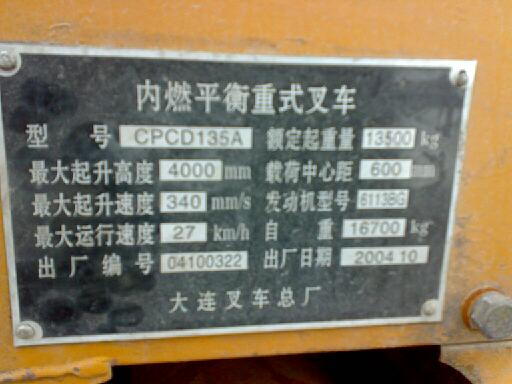 内燃平衡重式叉车
型号 CPCD135A 额定起重量 13500 kg
最大起升高度 4000 mm 载荷中心距 600 mm
最大起升速度 340 mm/s 发动机型号 6113BG
最大运行速度 27 km/h 自重 16700 kg
出厂编号 04100322 出厂日期 2004 10
大连叉车总厂